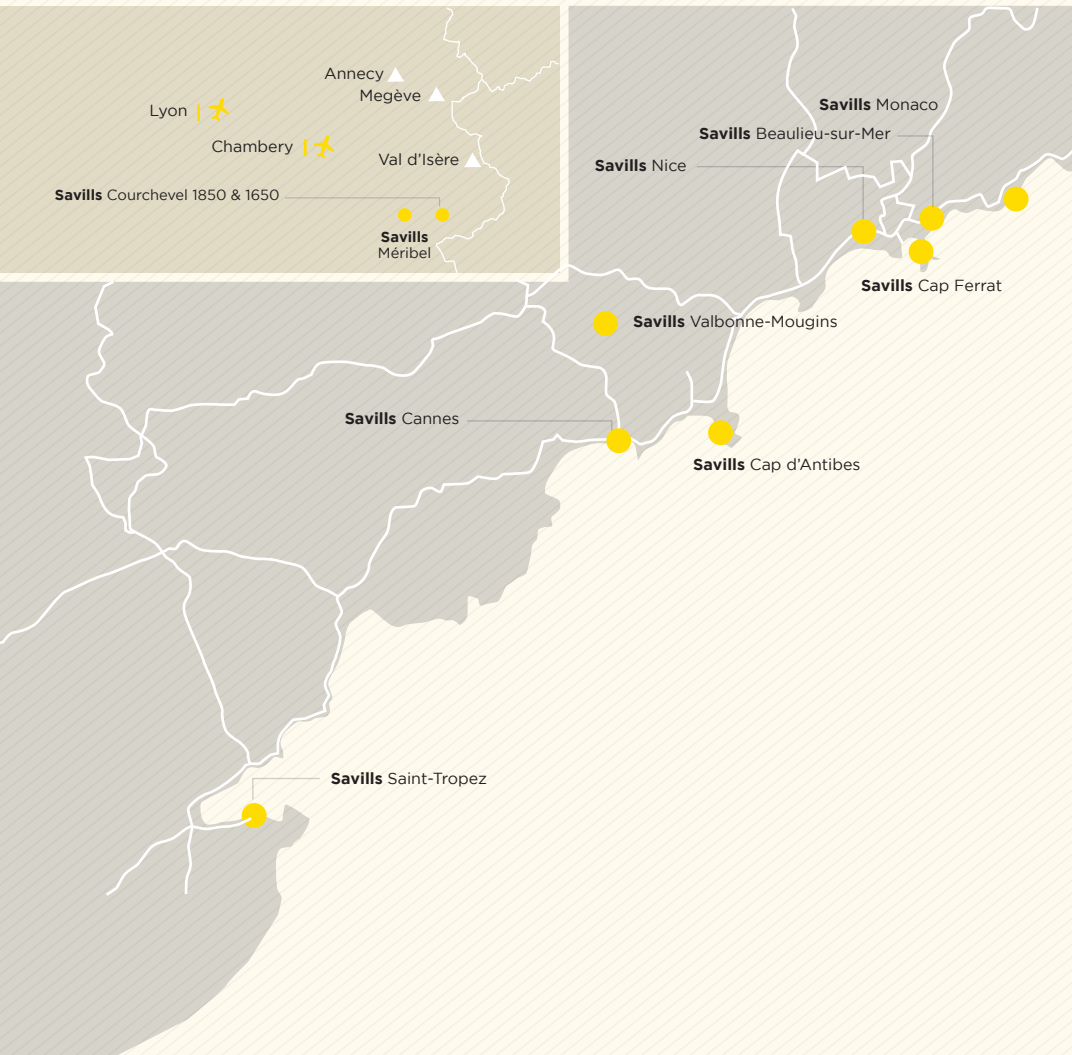 Annecy
Megève
Lyon
Chambery
Val d'Isère
Savills Courchevel 1850 & 1650
Savills
Méribel
Savills Monaco
Savills Beaulieu-sur-Mer
Savills Nice
Savills Cap Ferrat
Savills Valbonne-Mougins
Savills Cannes
Savills Cap d'Antibes
Savills Saint-Tropez